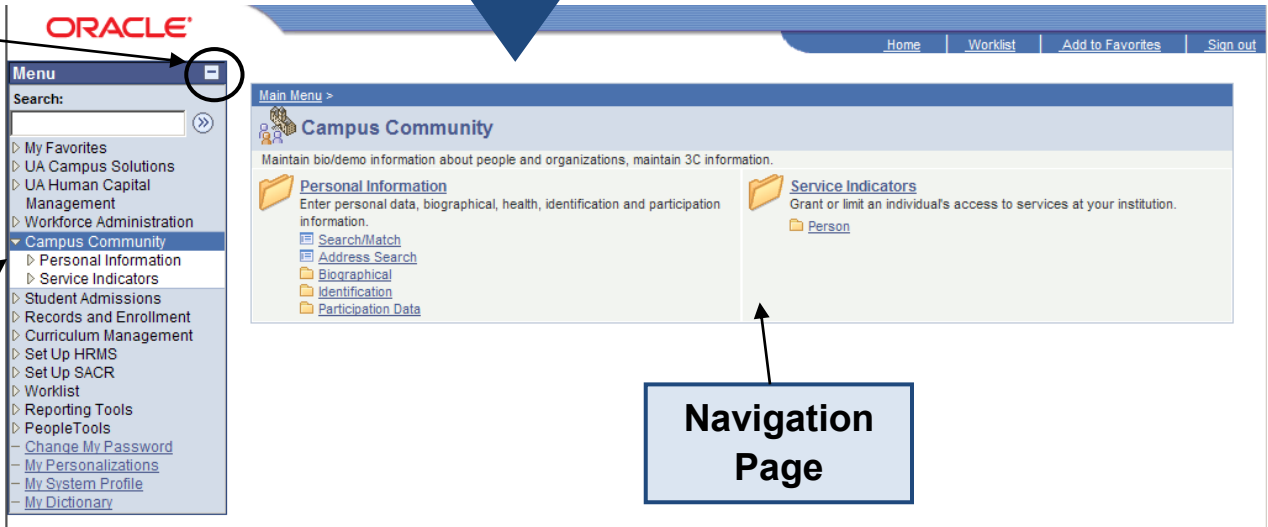 ORACLE
Home
Worklist
Add to Favorites
Sign out
Menu
Search:
My Favorites
UA Campus Solutions
UA Human Capital
Management
Workforce Administration
Campus Community
Personal Information
Service Indicators
Student Admissions
Records and Enrollment
Curriculum Management
Set Up HRMS
Set Up SACR
Worklist
Reporting Tools
PeopleTools
Change My Password
My Personalizations
My System Profile
My Dictionary
Main Menu >
Campus Community
Maintain bio/demo information about people and organizations, maintain 3C information.
Personal Information
Enter personal data, biographical, health, identification and participation
information.
Search/Match
Address Search
Biographical
Identification
Participation Data
Service Indicators
Grant or limit an individual's access to services at your institution.
Person
Navigation
Page